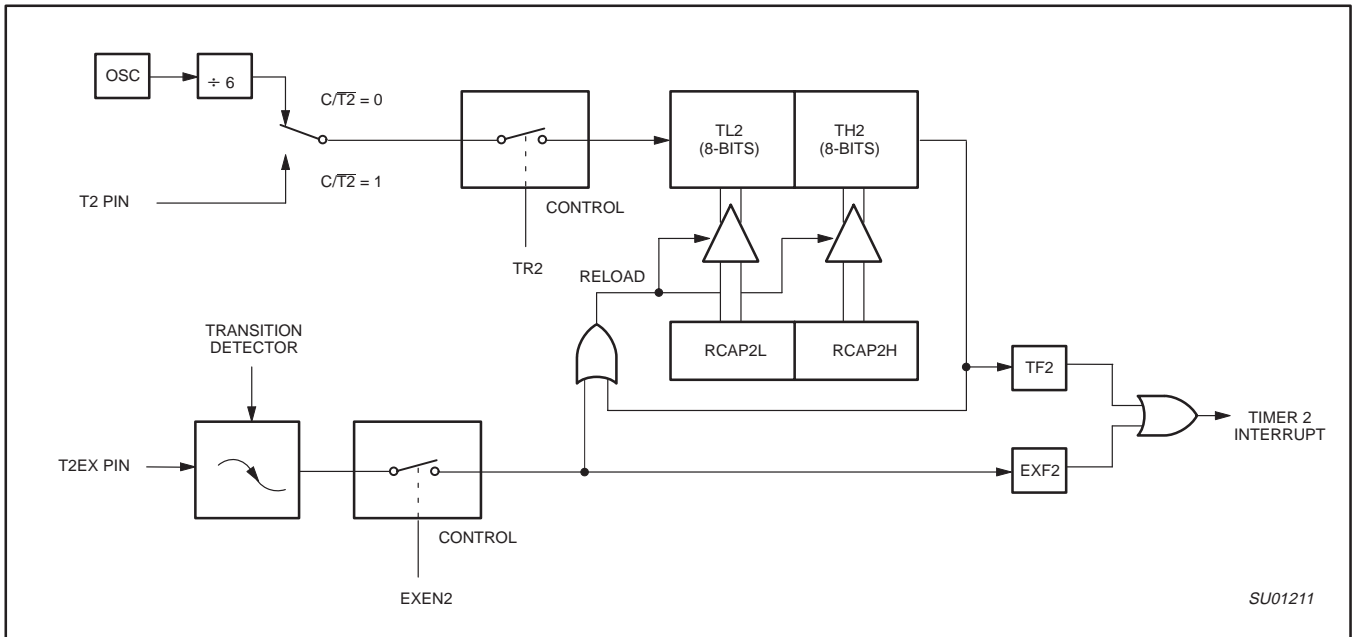 OSC
÷ 6
C/T2̅ = 0
C/T2̅ = 1
T2 PIN
CONTROL
TR2
TL2
(8-BITS)
TH2
(8-BITS)
RELOAD
RCAP2L
RCAP2H
TRANSITION
DETECTOR
T2EX PIN
CONTROL
EXEN2
TF2
EXF2
TIMER 2
INTERRUPT
SU01211